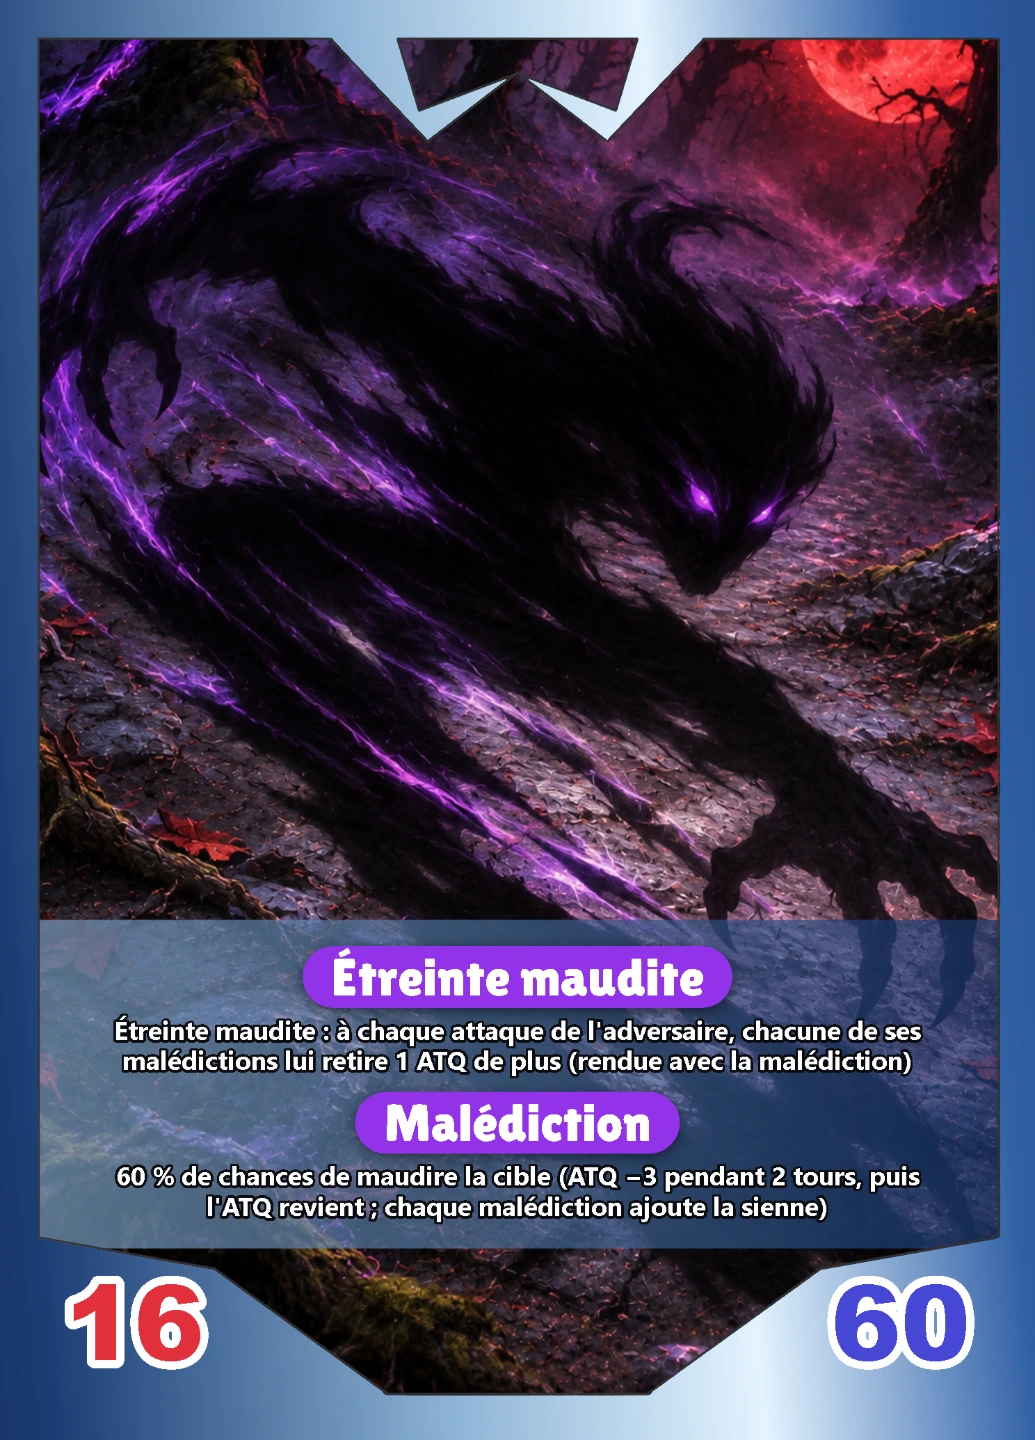 Étreinte maudite
Étreinte maudite : à chaque attaque de l'adversaire, chacune de ses
malédictions lui retire 1 ATQ de plus (rendue avec la malédiction)
Malédiction
60 % de chances de maudire la cible (ATQ −3 pendant 2 tours, puis
l'ATQ revient ; chaque malédiction ajoute la sienne)
16
60